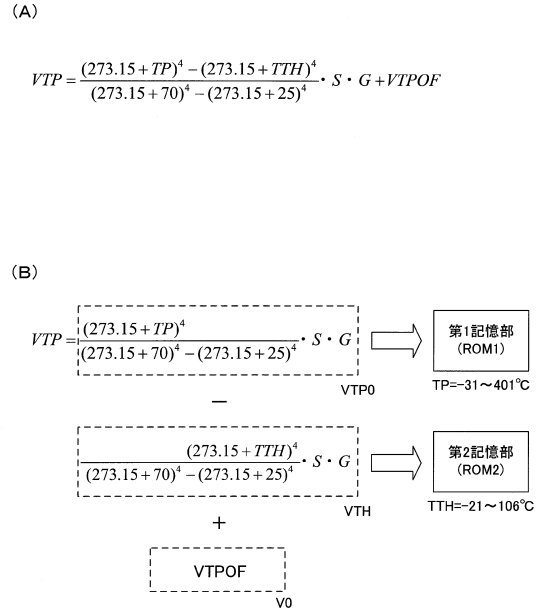 (A)
VTP = (273.15+TP)⁴ − (273.15+TTH)⁴ / (273.15+70)⁴ − (273.15+25)⁴ ・ S ・ G + VTPOF
(B)
VTP = (273.15+TP)⁴ / (273.15+70)⁴ − (273.15+25)⁴ ・ S ・ G
第1記憶部
(ROM1)
VTP0
TP=-31～401℃
−
(273.15+TTH)⁴ / (273.15+70)⁴ − (273.15+25)⁴ ・ S ・ G
第2記憶部
(ROM2)
VTH
TTH=-21～106℃
+
VTPOF
V0